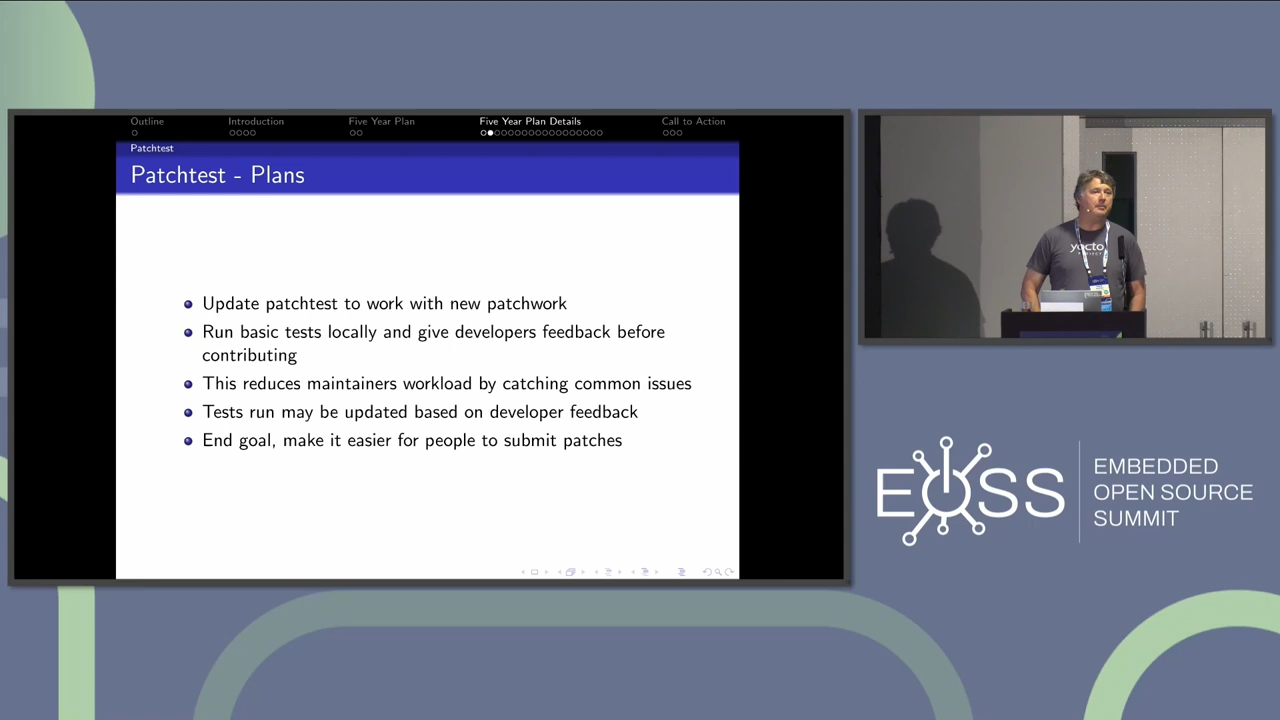 Outline
Introduction
Five Year Plan
Five Year Plan Details
Call to Action
Patchtest
Patchtest - Plans
Update patchtest to work with new patchwork
Run basic tests locally and give developers feedback before
contributing
This reduces maintainers workload by catching common issues
Tests run may be updated based on developer feedback
End goal, make it easier for people to submit patches
yocto
PROJECT
EOSS
EMBEDDED
OPEN SOURCE
SUMMIT